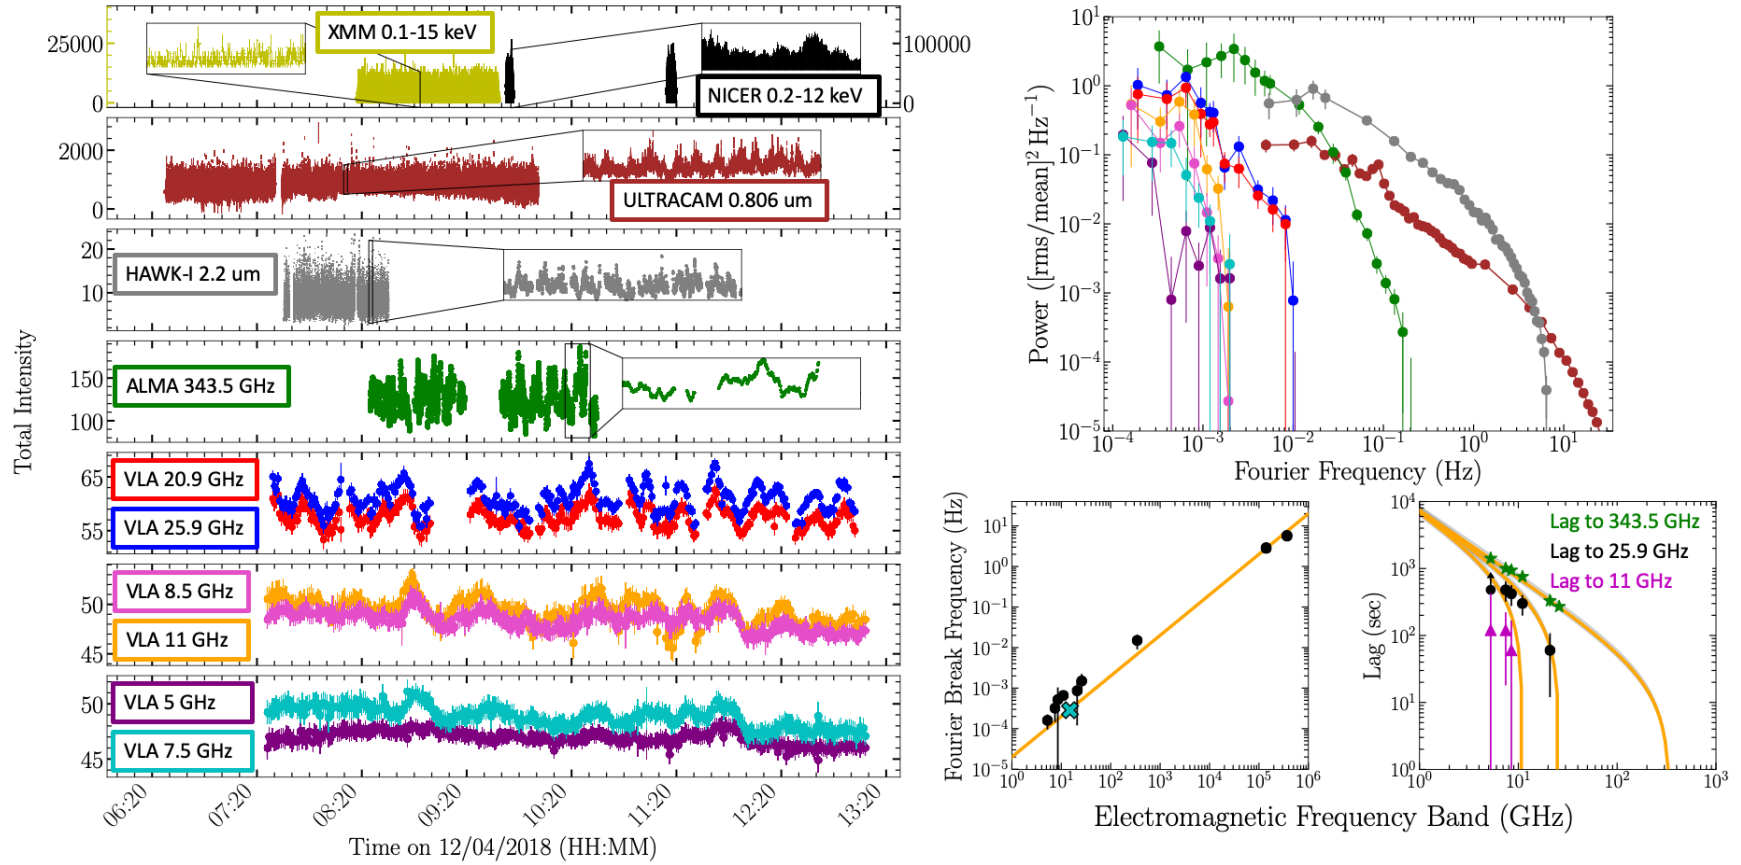 XMM 0.1-15 keV
25000
0
100000
0
NICER 0.2-12 keV
2000
0
ULTRACAM 0.806 um
20
10
HAWK-I 2.2 um
150
100
ALMA 343.5 GHz
65
55
VLA 20.9 GHz
VLA 25.9 GHz
50
45
VLA 8.5 GHz
VLA 11 GHz
50
45
VLA 5 GHz
VLA 7.5 GHz
Total Intensity
06:20 07:20 08:20 09:20 10:20 11:20 12:20 13:20
Time on 12/04/2018 (HH:MM)
Power ([rms/mean]² Hz⁻¹)
10¹
10⁰
10⁻¹
10⁻²
10⁻³
10⁻⁴
10⁻⁵
10⁻⁴ 10⁻³ 10⁻² 10⁻¹ 10⁰ 10¹
Fourier Frequency (Hz)
Fourier Break Frequency (Hz)
10¹
10⁰
10⁻¹
10⁻²
10⁻³
10⁻⁴
10⁻⁵
10⁰ 10¹ 10² 10³ 10⁴ 10⁵ 10⁶
Lag (sec)
10⁴
10³
10²
10¹
10⁰
Lag to 343.5 GHz
Lag to 25.9 GHz
Lag to 11 GHz
10⁰ 10¹ 10² 10³
Electromagnetic Frequency Band (GHz)